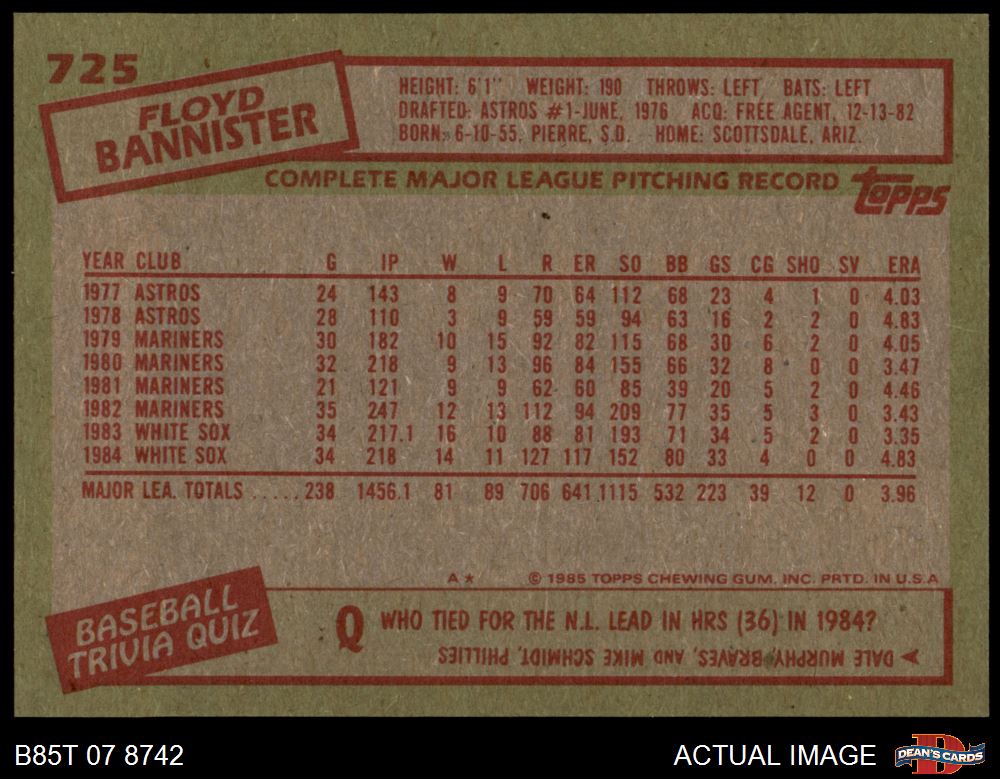 725
FLOYD
BANNISTER
HEIGHT: 6'1" WEIGHT: 190 THROWS: LEFT BATS: LEFT
DRAFTED: ASTROS #1-JUNE, 1976 ACQ: FREE AGENT, 12-13-82
BORN: 6-10-55, PIERRE, S.D. HOME: SCOTTSDALE, ARIZ.
COMPLETE MAJOR LEAGUE PITCHING RECORD
topps
YEAR CLUB G IP W L R ER SO BB GS CG SHO SV ERA
1977 ASTROS 24 143 8 9 70 64 112 68 23 4 1 0 4.03
1978 ASTROS 28 110 3 9 59 59 94 63 16 2 2 0 4.83
1979 MARINERS 30 182 10 15 92 82 115 68 30 6 2 0 4.05
1980 MARINERS 32 218 9 13 96 84 155 66 32 8 0 0 3.47
1981 MARINERS 21 121 9 9 62 60 85 39 20 5 2 0 4.46
1982 MARINERS 35 247 12 13 112 94 209 77 35 5 3 0 3.43
1983 WHITE SOX 34 217.1 16 10 88 81 193 71 34 5 2 0 3.35
1984 WHITE SOX 34 218 14 11 127 117 152 80 33 4 0 0 4.83
MAJOR LEA. TOTALS ..... 238 1456.1 81 89 706 641 1115 532 223 39 12 0 3.96
A★ © 1985 TOPPS CHEWING GUM, INC. PRTD. IN U.S.A
BASEBALL
TRIVIA QUIZ
Q WHO TIED FOR THE N.L. LEAD IN HRS (36) IN 1984?
DALE MURPHY, BRAVES, AND MIKE SCHMIDT, PHILLIES
B85T 07 8742
ACTUAL IMAGE
DEAN'S CARDS